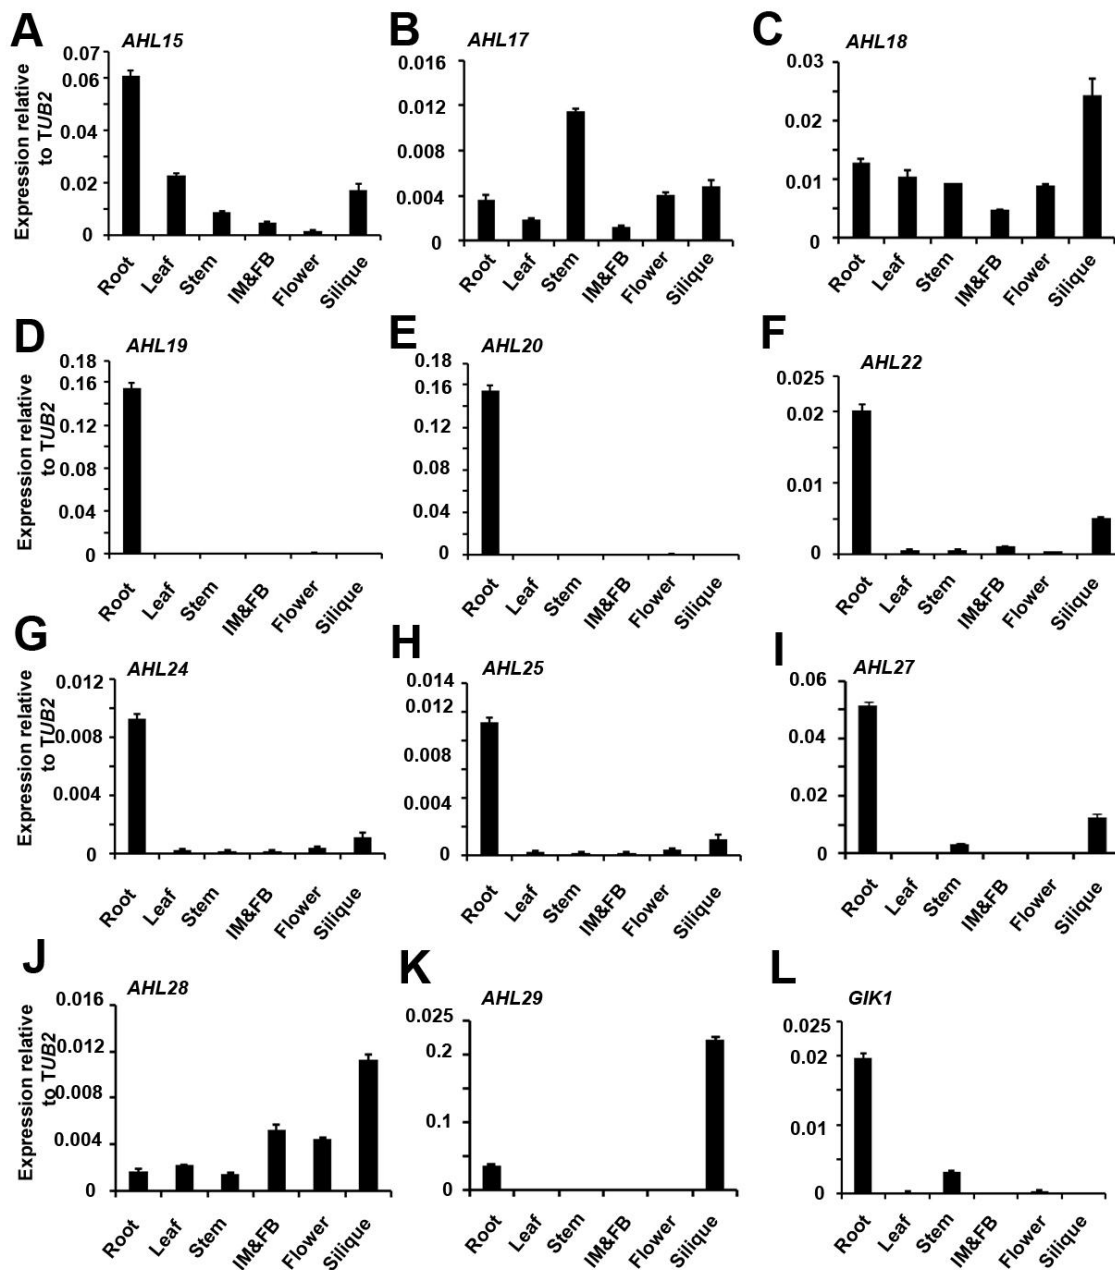 A AHL15
Expression relative
to TUB2
0.07
0.06
0.04
0.02
0
Root Leaf Stem IM&FB Flower Silique
B AHL17
0.016
0.012
0.008
0.004
0
Root Leaf Stem IM&FB Flower Silique
C AHL18
0.03
0.02
0.01
0
Root Leaf Stem IM&FB Flower Silique
D AHL19
Expression relative
to TUB2
0.18
0.16
0.12
0.08
0.04
0
Root Leaf Stem IM&FB Flower Silique
E AHL20
0.18
0.16
0.12
0.08
0.04
0
Root Leaf Stem IM&FB Flower Silique
F AHL22
0.025
0.02
0.01
0
Root Leaf Stem IM&FB Flower Silique
G AHL24
Expression relative
to TUB2
0.012
0.008
0.004
0
Root Leaf Stem IM&FB Flower Silique
H AHL25
0.014
0.012
0.008
0.004
0
Root Leaf Stem IM&FB Flower Silique
I AHL27
0.06
0.04
0.02
0
Root Leaf Stem IM&FB Flower Silique
J AHL28
Expression relative
to TUB2
0.016
0.012
0.008
0.004
0
Root Leaf Stem IM&FB Flower Silique
K AHL29
0.025
0.2
0.1
0
Root Leaf Stem IM&FB Flower Silique
L GIK1
0.025
0.02
0.01
0
Root Leaf Stem IM&FB Flower Silique